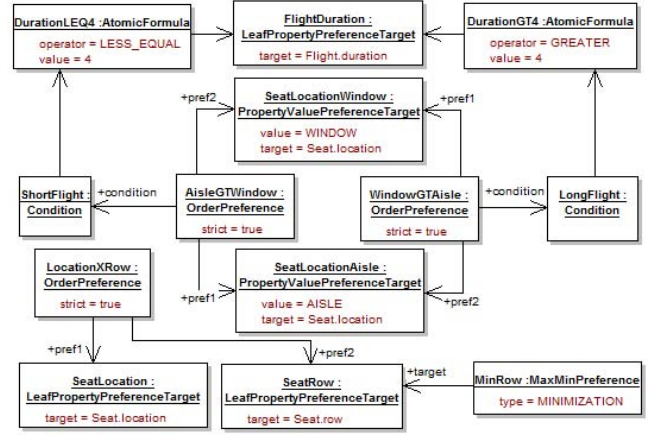 DurationLEQ4 :AtomicFormula
operator = LESS_EQUAL
value = 4
FlightDuration :
LeafPropertyPreferenceTarget
target = Flight.duration
DurationGT4 :AtomicFormula
operator = GREATER
value = 4
+pref2
SeatLocationWindow :
PropertyValuePreferenceTarget
value = WINDOW
target = Seat.location
+pref1
ShortFlight :
Condition
+condition
AisleGTWindow :
OrderPreference
strict = true
WindowGTAisle :
OrderPreference
strict = true
+condition
LongFlight :
Condition
LocationXRow :
OrderPreference
strict = true
+pref1
SeatLocationAisle :
PropertyValuePreferenceTarget
value = AISLE
target = Seat.location
+pref2
+pref1
+pref2
SeatLocation :
LeafPropertyPreferenceTarget
target = Seat.location
SeatRow :
LeafPropertyPreferenceTarget
target = Seat.row
+target
MinRow :MaxMinPreference
type = MINIMIZATION